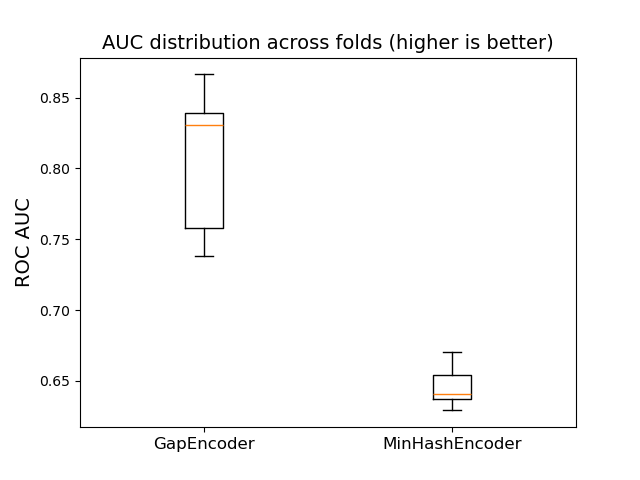 AUC distribution across folds (higher is better)
ROC AUC
0.85
0.80
0.75
0.70
0.65
GapEncoder
MinHashEncoder